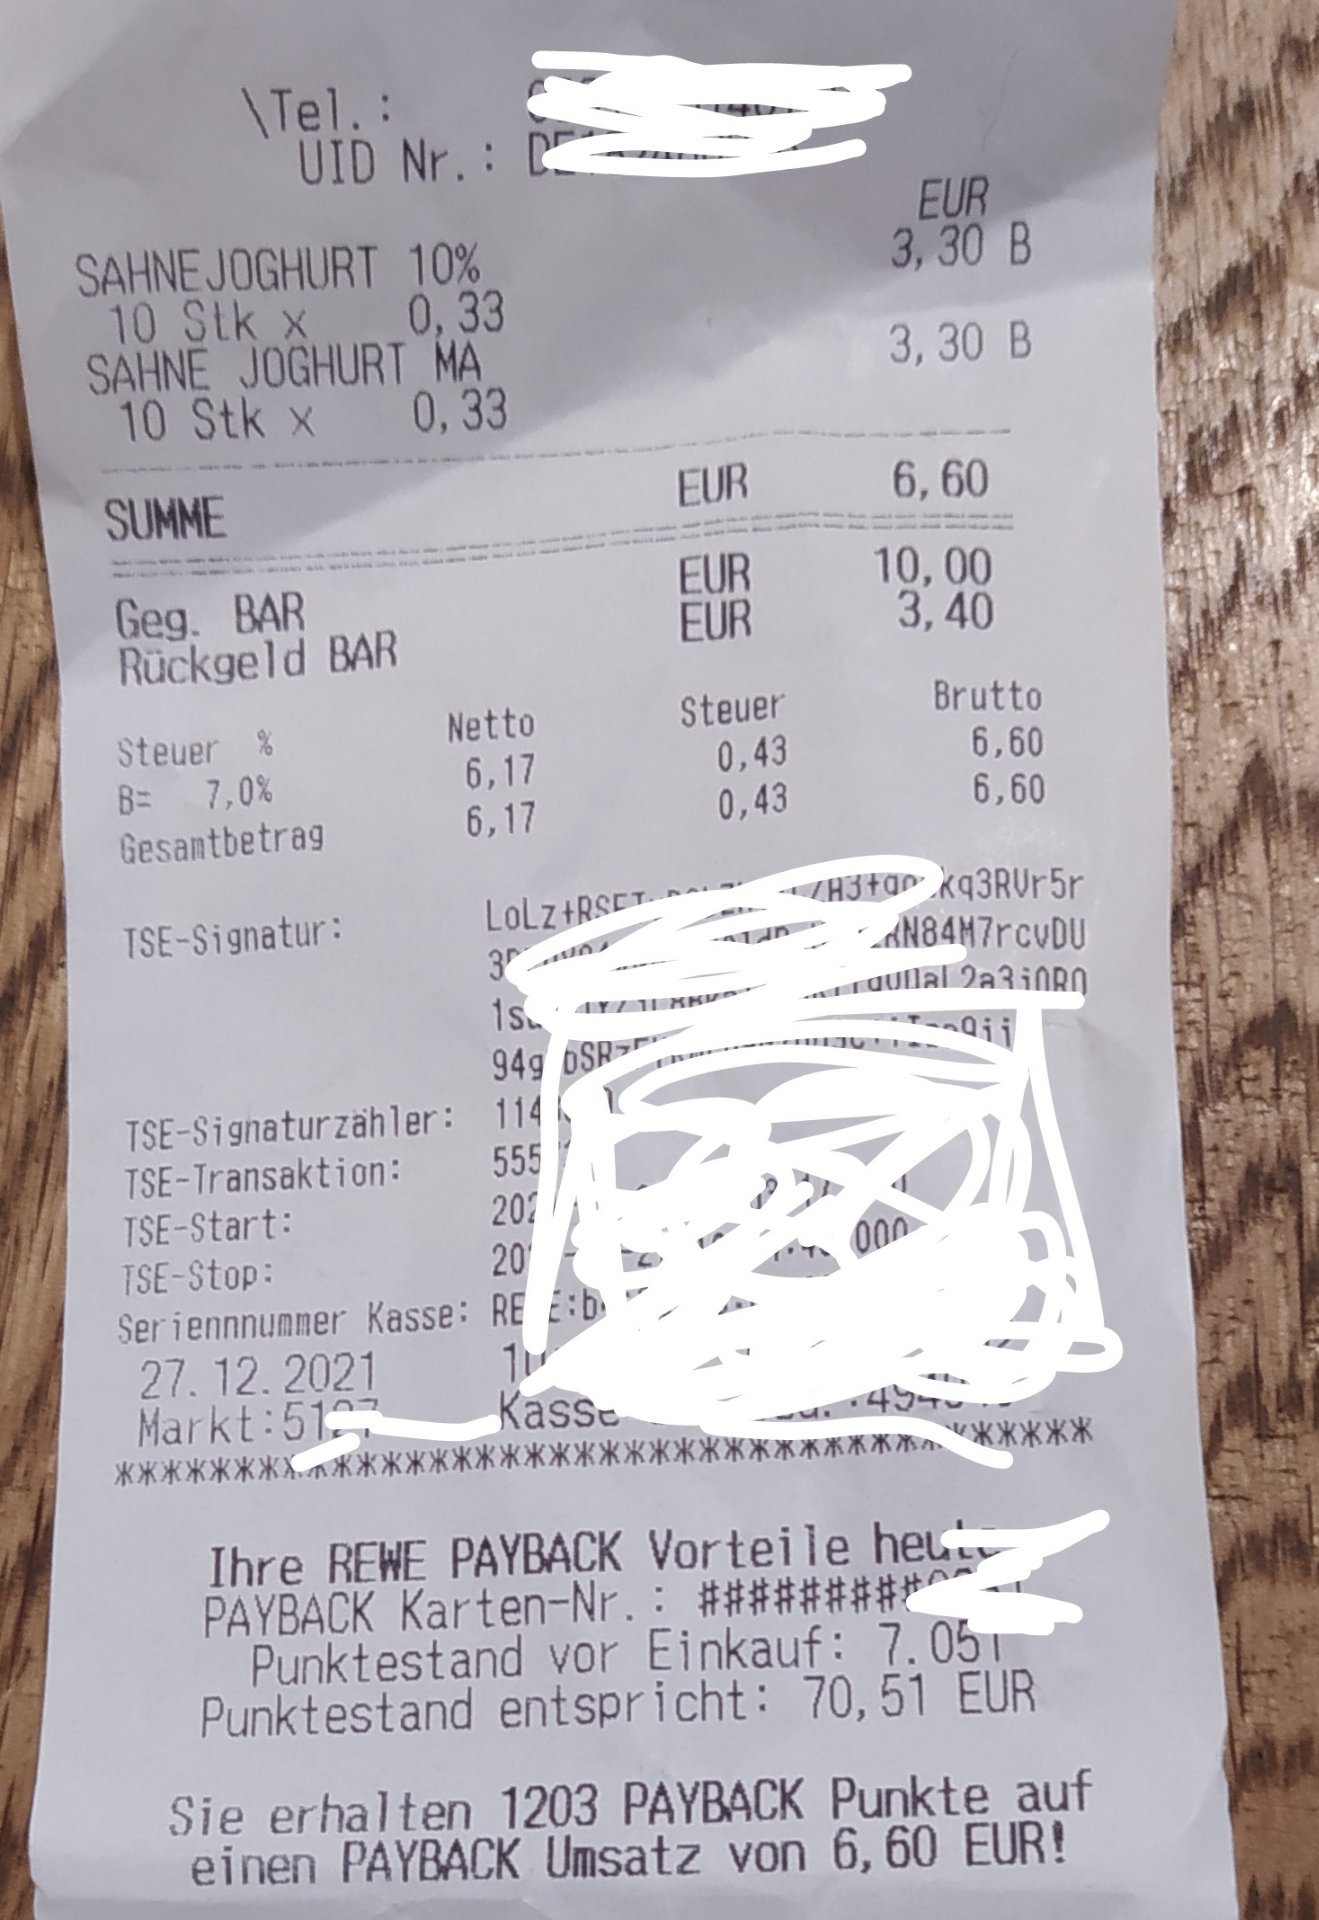 \Tel.:
UID Nr.:
EUR
SAHNEJOGHURT 10% 3,30 B
10 Stk x 0,33
SAHNE JOGHURT MA 3,30 B
10 Stk x 0,33
SUMME EUR 6,60
Geg. BAR EUR 10,00
Rückgeld BAR EUR 3,40
Steuer % Netto Steuer Brutto
B= 7,0% 6,17 0,43 6,60
Gesamtbetrag 6,17 0,43 6,60
TSE-Signatur:
TSE-Signaturzähler:
TSE-Transaktion:
TSE-Start:
TSE-Stop:
Seriennnummer Kasse:
27.12.2021
Markt: Kasse
*****************************************
Ihre REWE PAYBACK Vorteile heute
PAYBACK Karten-Nr.: #########
Punktestand vor Einkauf: 7.051
Punktestand entspricht: 70,51 EUR
Sie erhalten 1203 PAYBACK Punkte auf
einen PAYBACK Umsatz von 6,60 EUR!